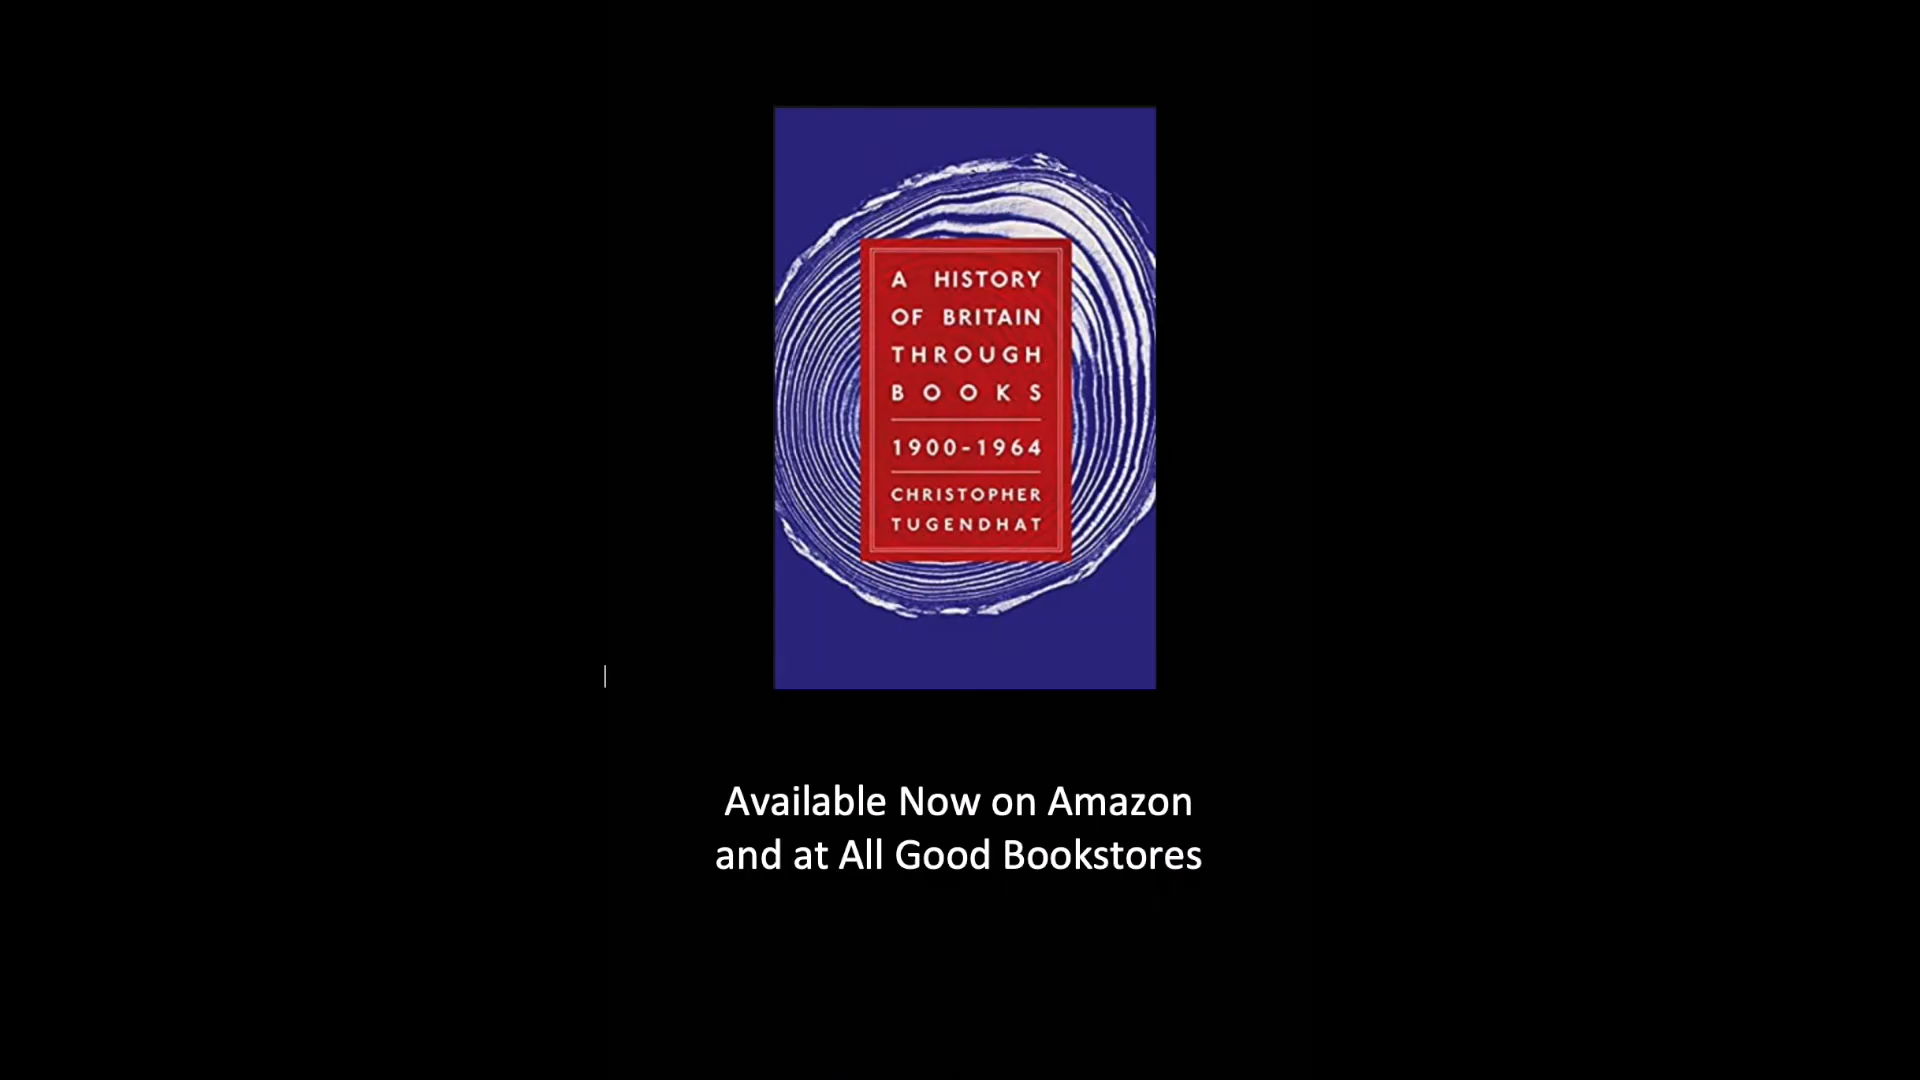 A HISTORY
OF BRITAIN
THROUGH
BOOKS
1900-1964
CHRISTOPHER
TUGENDHAT
Available Now on Amazon
and at All Good Bookstores